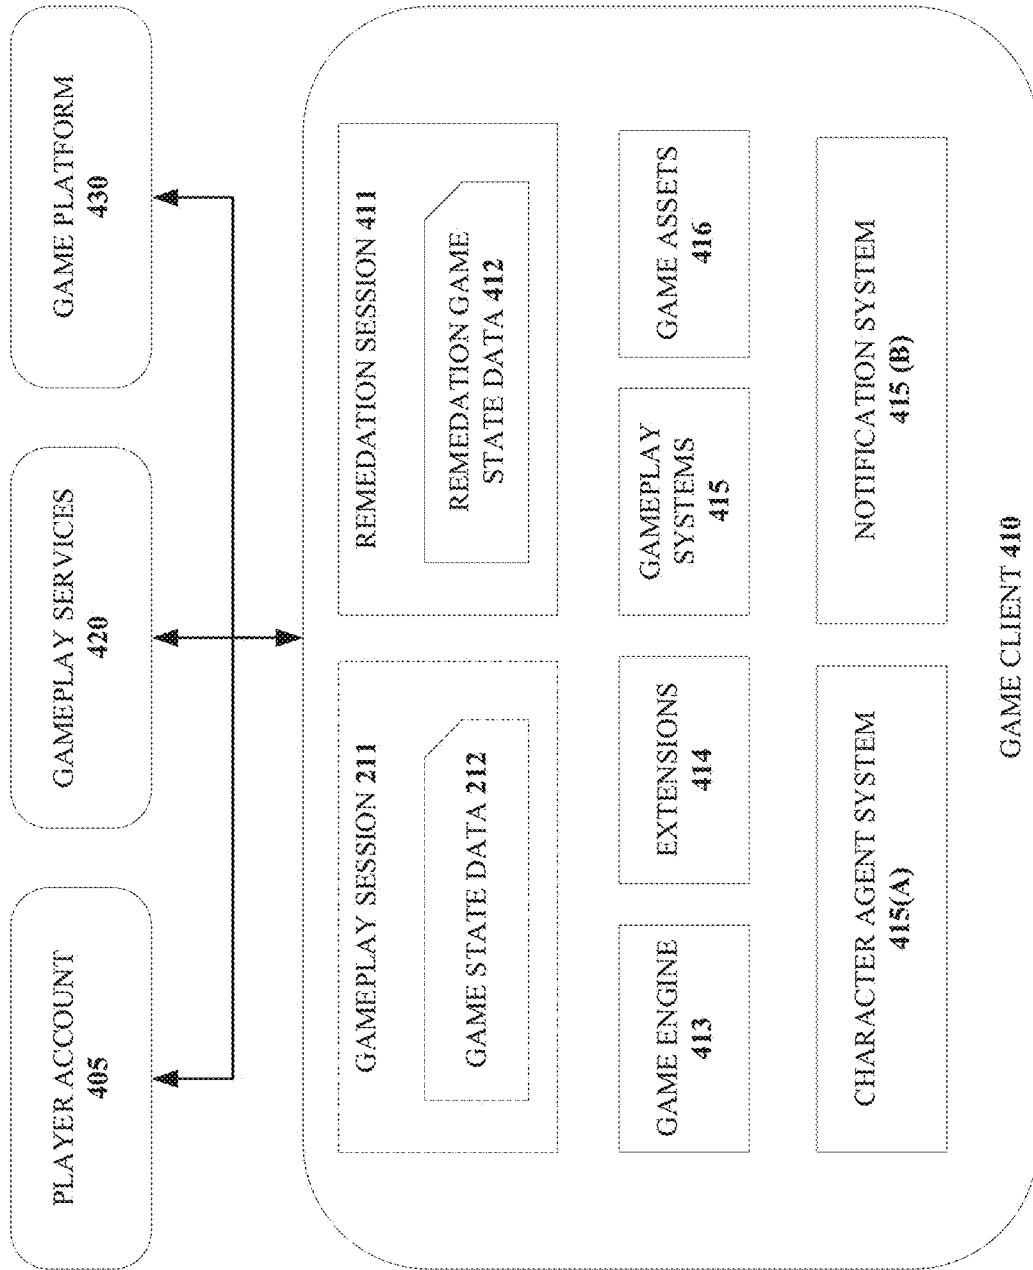 PLAYER ACCOUNT
405
GAMEPLAY SERVICES
420
GAME PLATFORM
430
GAMEPLAY SESSION 211
GAME STATE DATA 212
REMEDATION SESSION 411
REMEDATION GAME
STATE DATA 412
GAME ENGINE
413
EXTENSIONS
414
GAMEPLAY
SYSTEMS
415
GAME ASSETS
416
CHARACTER AGENT SYSTEM
415(A)
NOTIFICATION SYSTEM
415 (B)
GAME CLIENT 410